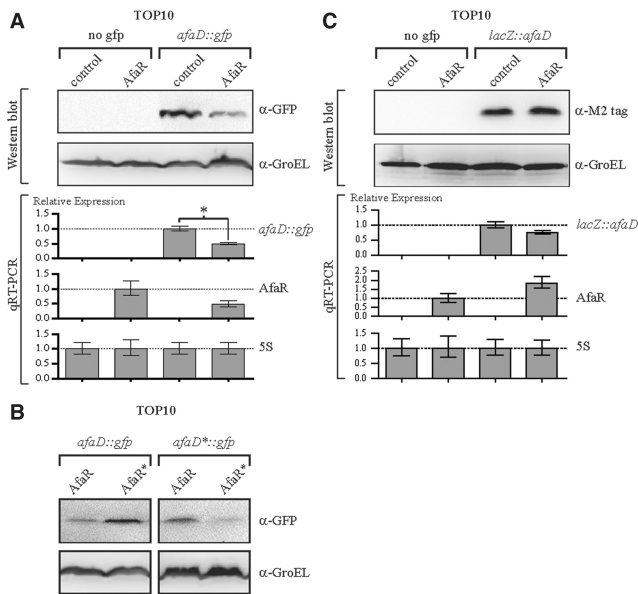 A
TOP10
no gfp
afaD::gfp
control
AfaR
control
AfaR
Western blot
α-GFP
α-GroEL
qRT-PCR
Relative Expression
1.5
1.0
0.5
0.0
*
afaD::gfp
1.5
1.0
0.5
0.0
AfaR
1.5
1.0
0.5
0.0
5S
B
TOP10
afaD::gfp
afaD*::gfp
AfaR
AfaR*
AfaR
AfaR*
α-GFP
α-GroEL
C
TOP10
no gfp
lacZ::afaD
control
AfaR
control
AfaR
Western blot
α-M2 tag
α-GroEL
qRT-PCR
Relative Expression
1.5
1.0
0.5
0.0
lacZ::afaD
2.5
2.0
1.5
1.0
0.5
0.0
AfaR
1.5
1.0
0.5
0.0
5S